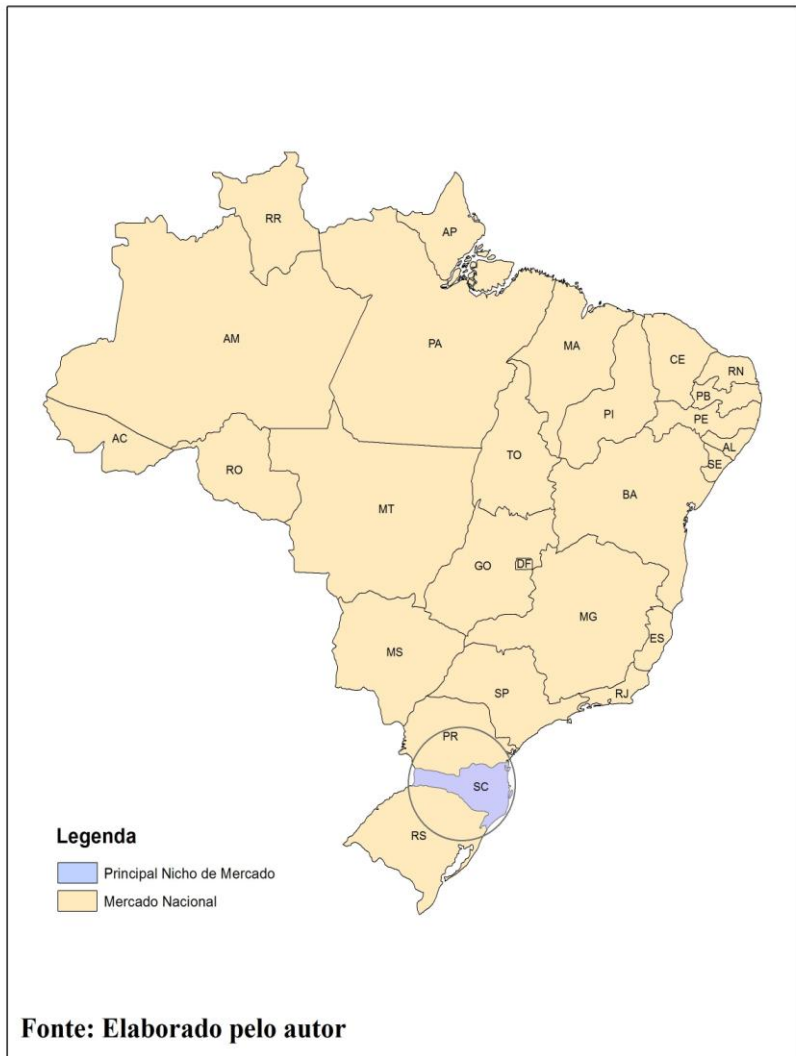 RR
AP
AM
PA
MA
CE
RN
PB
PE
PI
AC
AL
SE
TO
RO
BA
MT
GO
DF
MG
ES
MS
SP
RJ
PR
SC
RS
Legenda
Principal Nicho de Mercado
Mercado Nacional
Fonte: Elaborado pelo autor